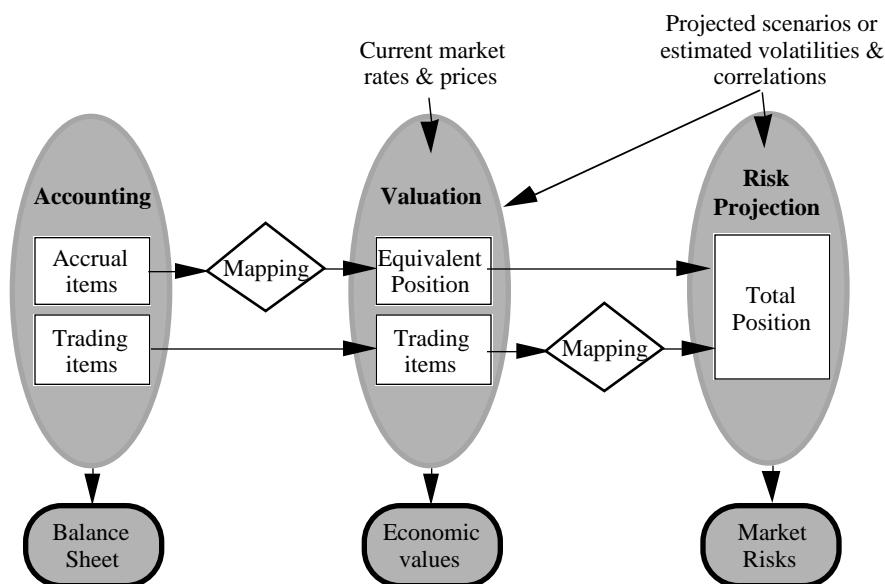 Projected scenarios or
estimated volatilities &
correlations
Current market
rates & prices
Accounting
Valuation
Risk
Projection
Accrual
items
Mapping
Equivalent
Position
Total
Position
Trading
items
Trading
items
Mapping
Balance
Sheet
Economic
values
Market
Risks